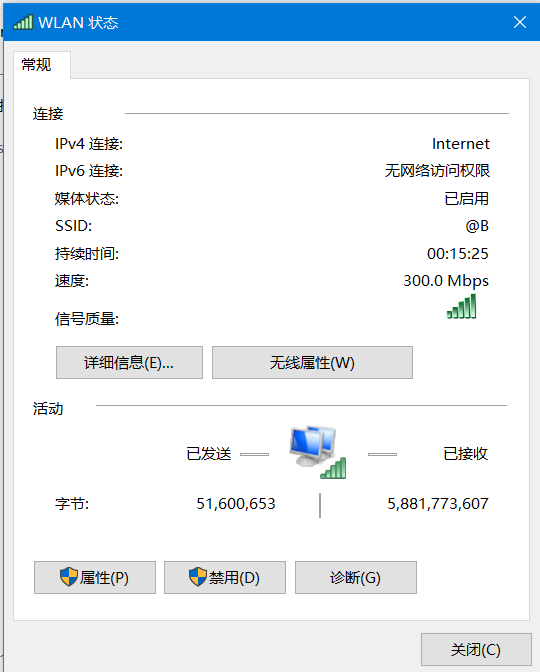 WLAN 状态
常规
连接
IPv4 连接: Internet
IPv6 连接: 无网络访问权限
媒体状态: 已启用
SSID: @B
持续时间: 00:15:25
速度: 300.0 Mbps
信号质量:
详细信息(E)... 无线属性(W)
活动
已发送 已接收
字节: 51,600,653 5,881,773,607
属性(P) 禁用(D) 诊断(G)
关闭(C)